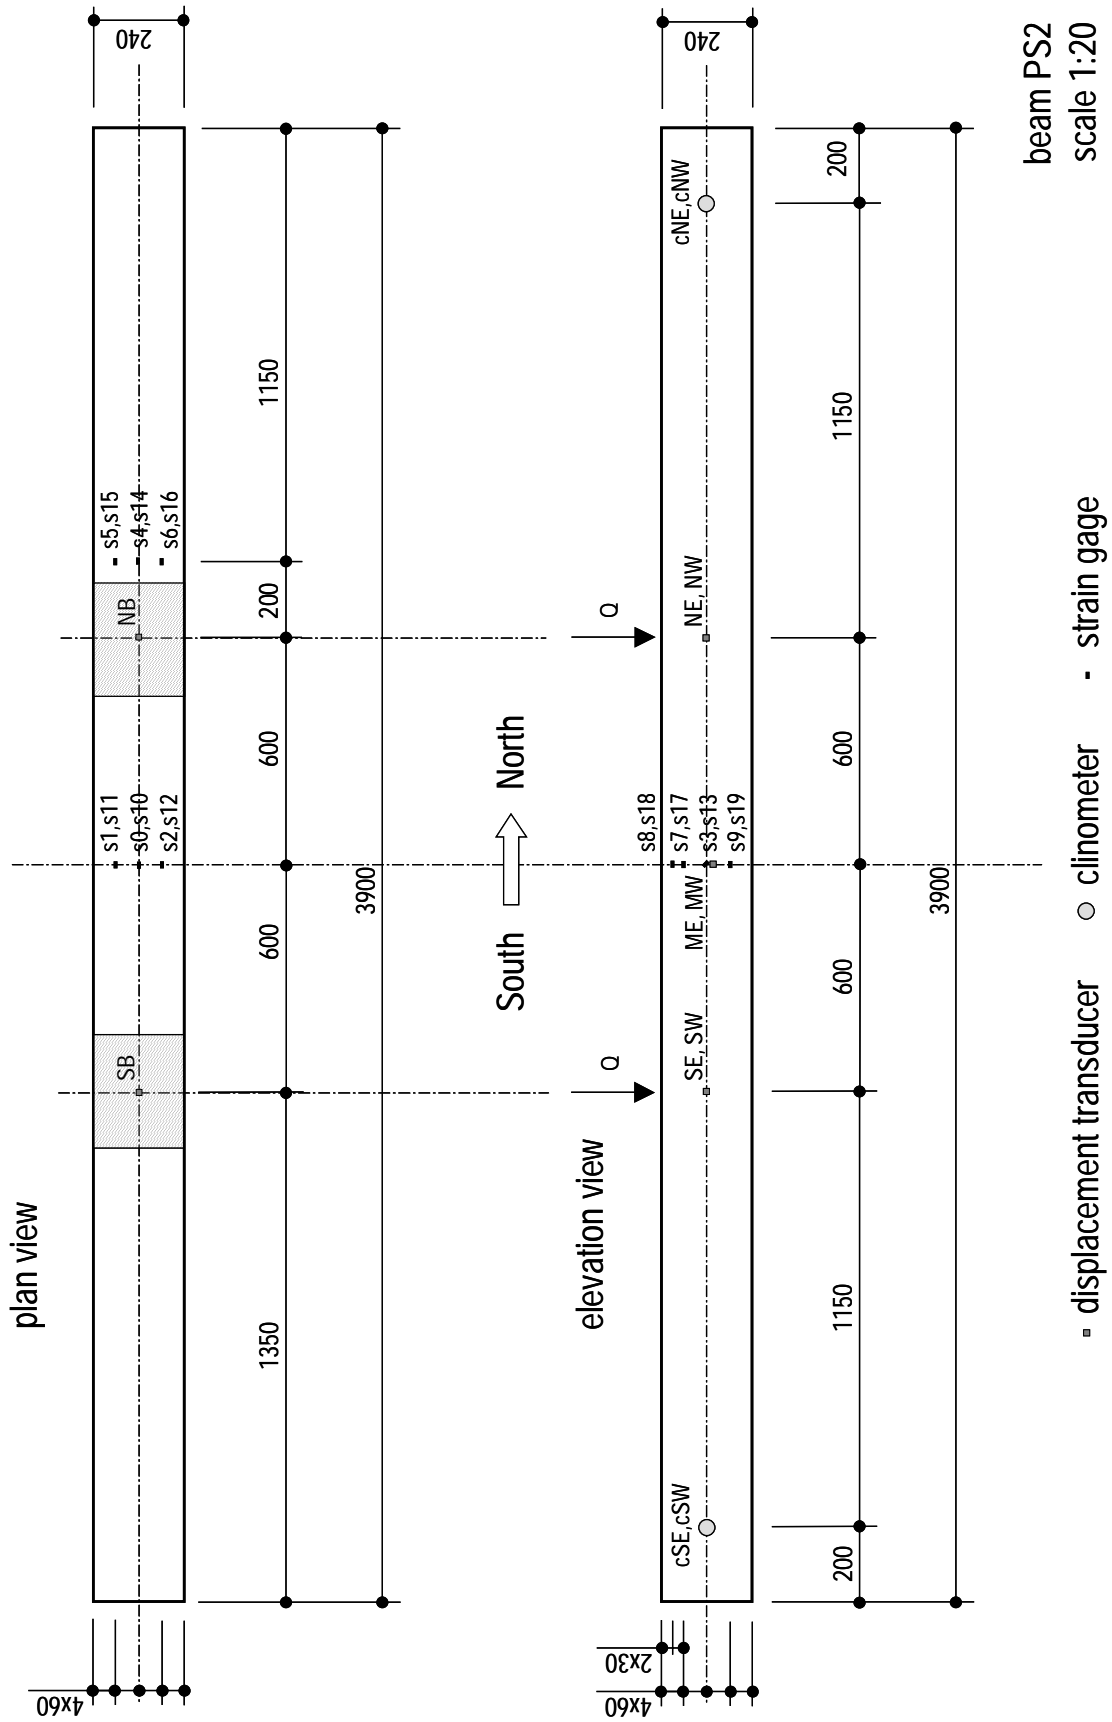 plan view
240
4x60
SB
NB
s1,s11
s0,s10
s2,s12
s5,s15
s4,s14
s6,s16
1350
600
600
200
1150
3900
South
North
elevation view
Q
Q
240
2x30
4x60
cSE,cSW
SE, SW
ME, MW
s8,s18
s7,s17
s3,s13
s9,s19
NE, NW
cNE,cNW
200
1150
600
600
1150
200
3900
displacement transducer
clinometer
strain gage
beam PS2
scale 1:20